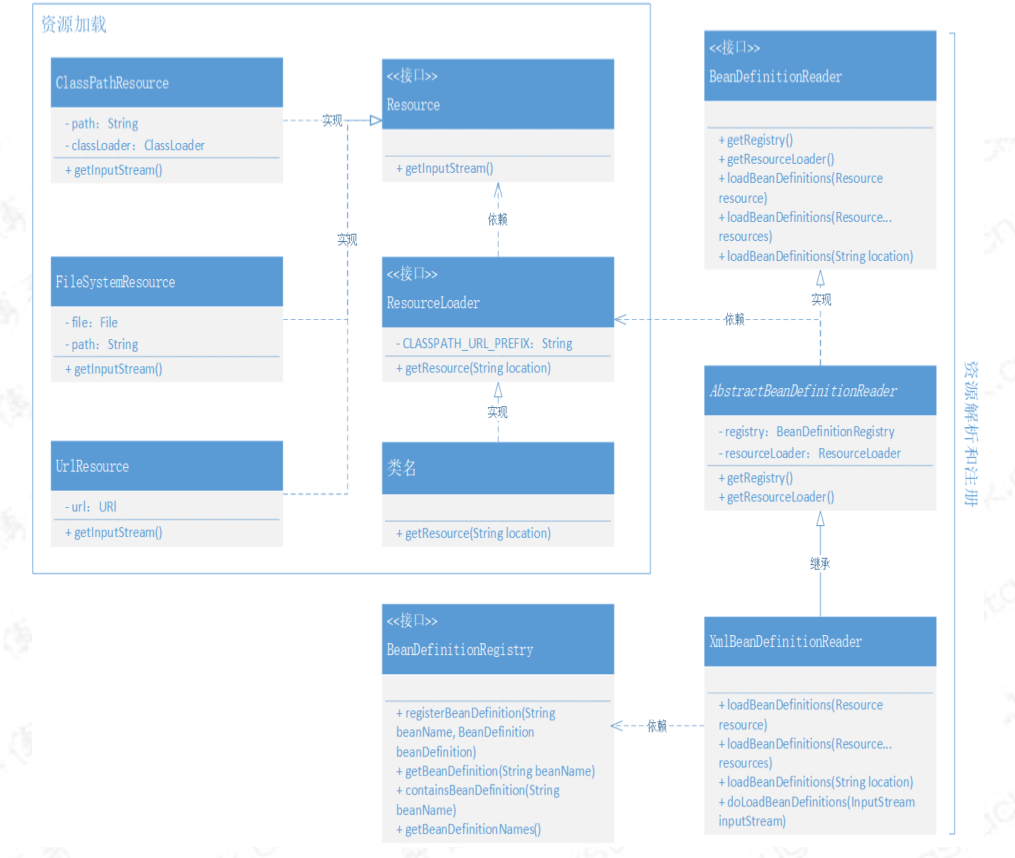 资源加载
ClassPathResource
- path: String
- classLoader: ClassLoader
+ getInputStream()
实现
<<接口>>
Resource
+ getInputStream()
依赖
实现
FileSystemResource
- file: File
- path: String
+ getInputStream()
<<接口>>
ResourceLoader
- CLASSPATH_URL_PREFIX: String
+ getResource(String location)
实现
UrlResource
- url: URl
+ getInputStream()
类名
+ getResource(String location)
<<接口>>
BeanDefinitionReader
+ getRegistry()
+ getResourceLoader()
+ loadBeanDefinitions(Resource
resource)
+ loadBeanDefinitions(Resource...
resources)
+ loadBeanDefinitions(String location)
实现
依赖
AbstractBeanDefinitionReader
- registry: BeanDefinitionRegistry
- resourceLoader: ResourceLoader
+ getRegistry()
+ getResourceLoader()
继承
资源解析和注册
<<接口>>
BeanDefinitionRegistry
+ registerBeanDefinition(String
beanName, BeanDefinition
beanDefinition)
+ getBeanDefinition(String beanName)
+ containsBeanDefinition(String
beanName)
+ getBeanDefinitionNames()
依赖
XmlBeanDefinitionReader
+ loadBeanDefinitions(Resource
resource)
+ loadBeanDefinitions(Resource...
resources)
+ loadBeanDefinitions(String location)
+ doLoadBeanDefinitions(InputStream
inputStream)